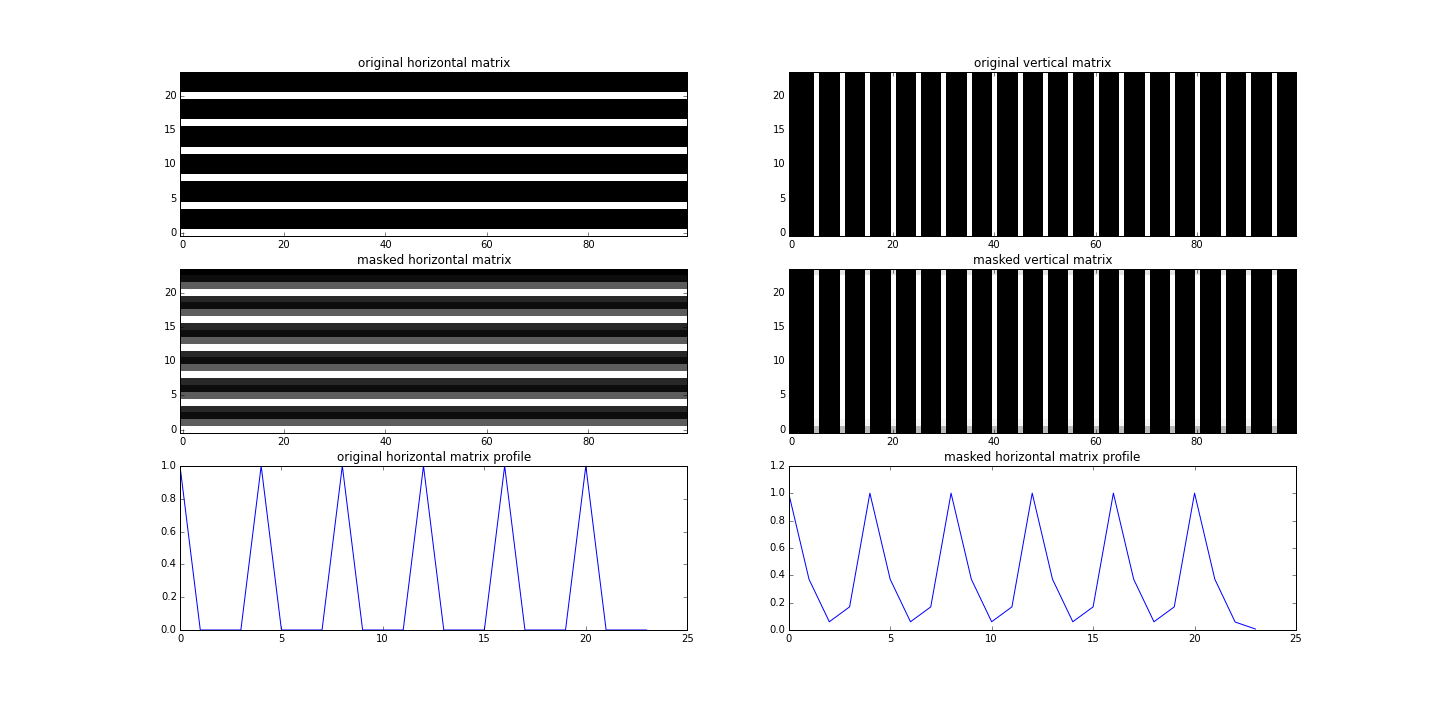 original horizontal matrix
20
15
10
5
0
0 20 40 60 80
original vertical matrix
20
15
10
5
0
0 20 40 60 80
masked horizontal matrix
20
15
10
5
0
0 20 40 60 80
masked vertical matrix
20
15
10
5
0
0 20 40 60 80
original horizontal matrix profile
1.0
0.8
0.6
0.4
0.2
0.0
0 5 10 15 20 25
masked horizontal matrix profile
1.2
1.0
0.8
0.6
0.4
0.2
0.0
0 5 10 15 20 25